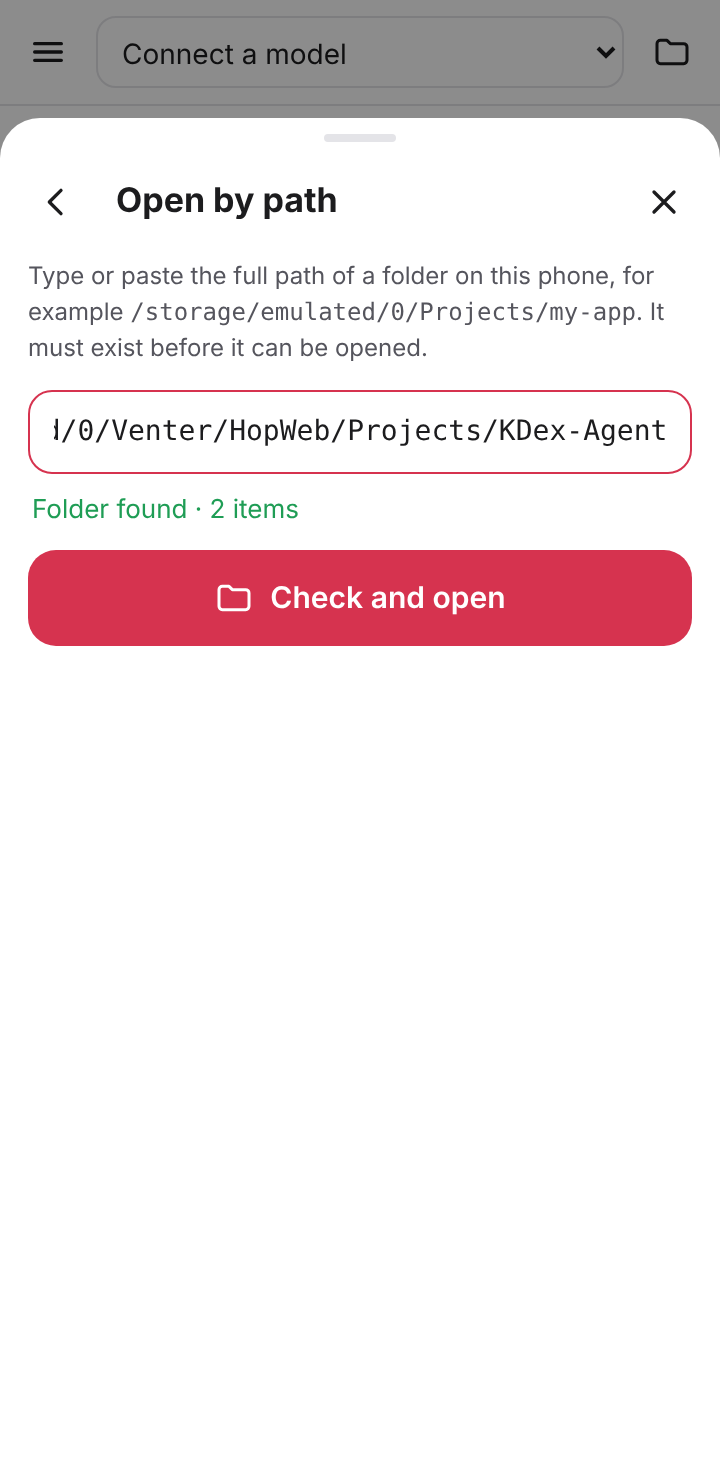 Connect a model
Open by path
Type or paste the full path of a folder on this phone, for
example /storage/emulated/0/Projects/my-app. It
must exist before it can be opened.
/0/Venter/HopWeb/Projects/KDex-Agent
Folder found · 2 items
Check and open